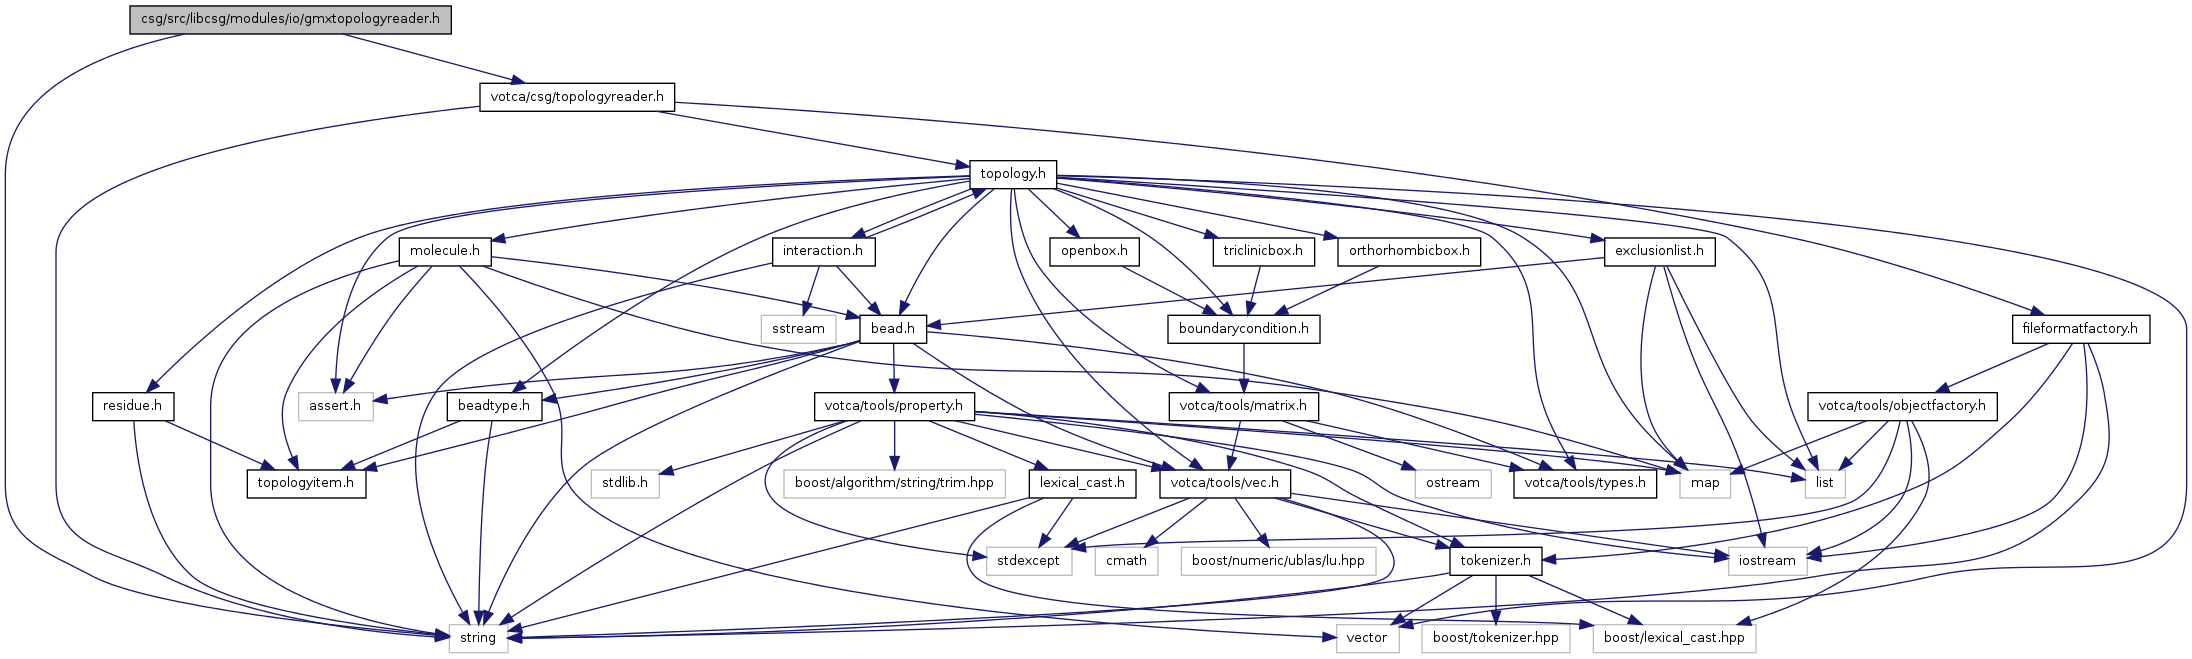 csg/src/libcsg/modules/io/gmxtopologyreader.h
votca/csg/topologyreader.h
topology.h
molecule.h
interaction.h
openbox.h
triclinicbox.h
orthorhombicbox.h
exclusionlist.h
sstream
bead.h
boundarycondition.h
fileformatfactory.h
residue.h
assert.h
beadtype.h
votca/tools/property.h
votca/tools/matrix.h
votca/tools/objectfactory.h
topologyitem.h
stdlib.h
boost/algorithm/string/trim.hpp
lexical_cast.h
votca/tools/vec.h
ostream
votca/tools/types.h
map
list
stdexcept
cmath
boost/numeric/ublas/lu.hpp
tokenizer.h
iostream
string
vector
boost/tokenizer.hpp
boost/lexical_cast.hpp